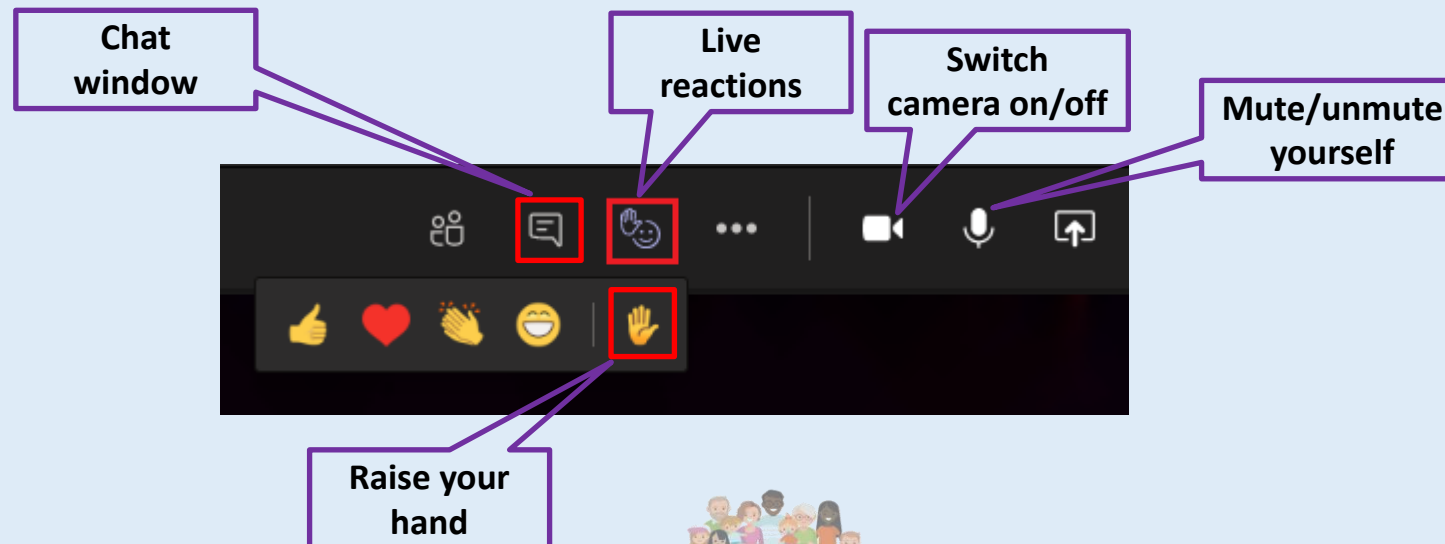 Chat
window
Live
reactions
Switch
camera on/off
Mute/unmute
yourself
Raise your
hand